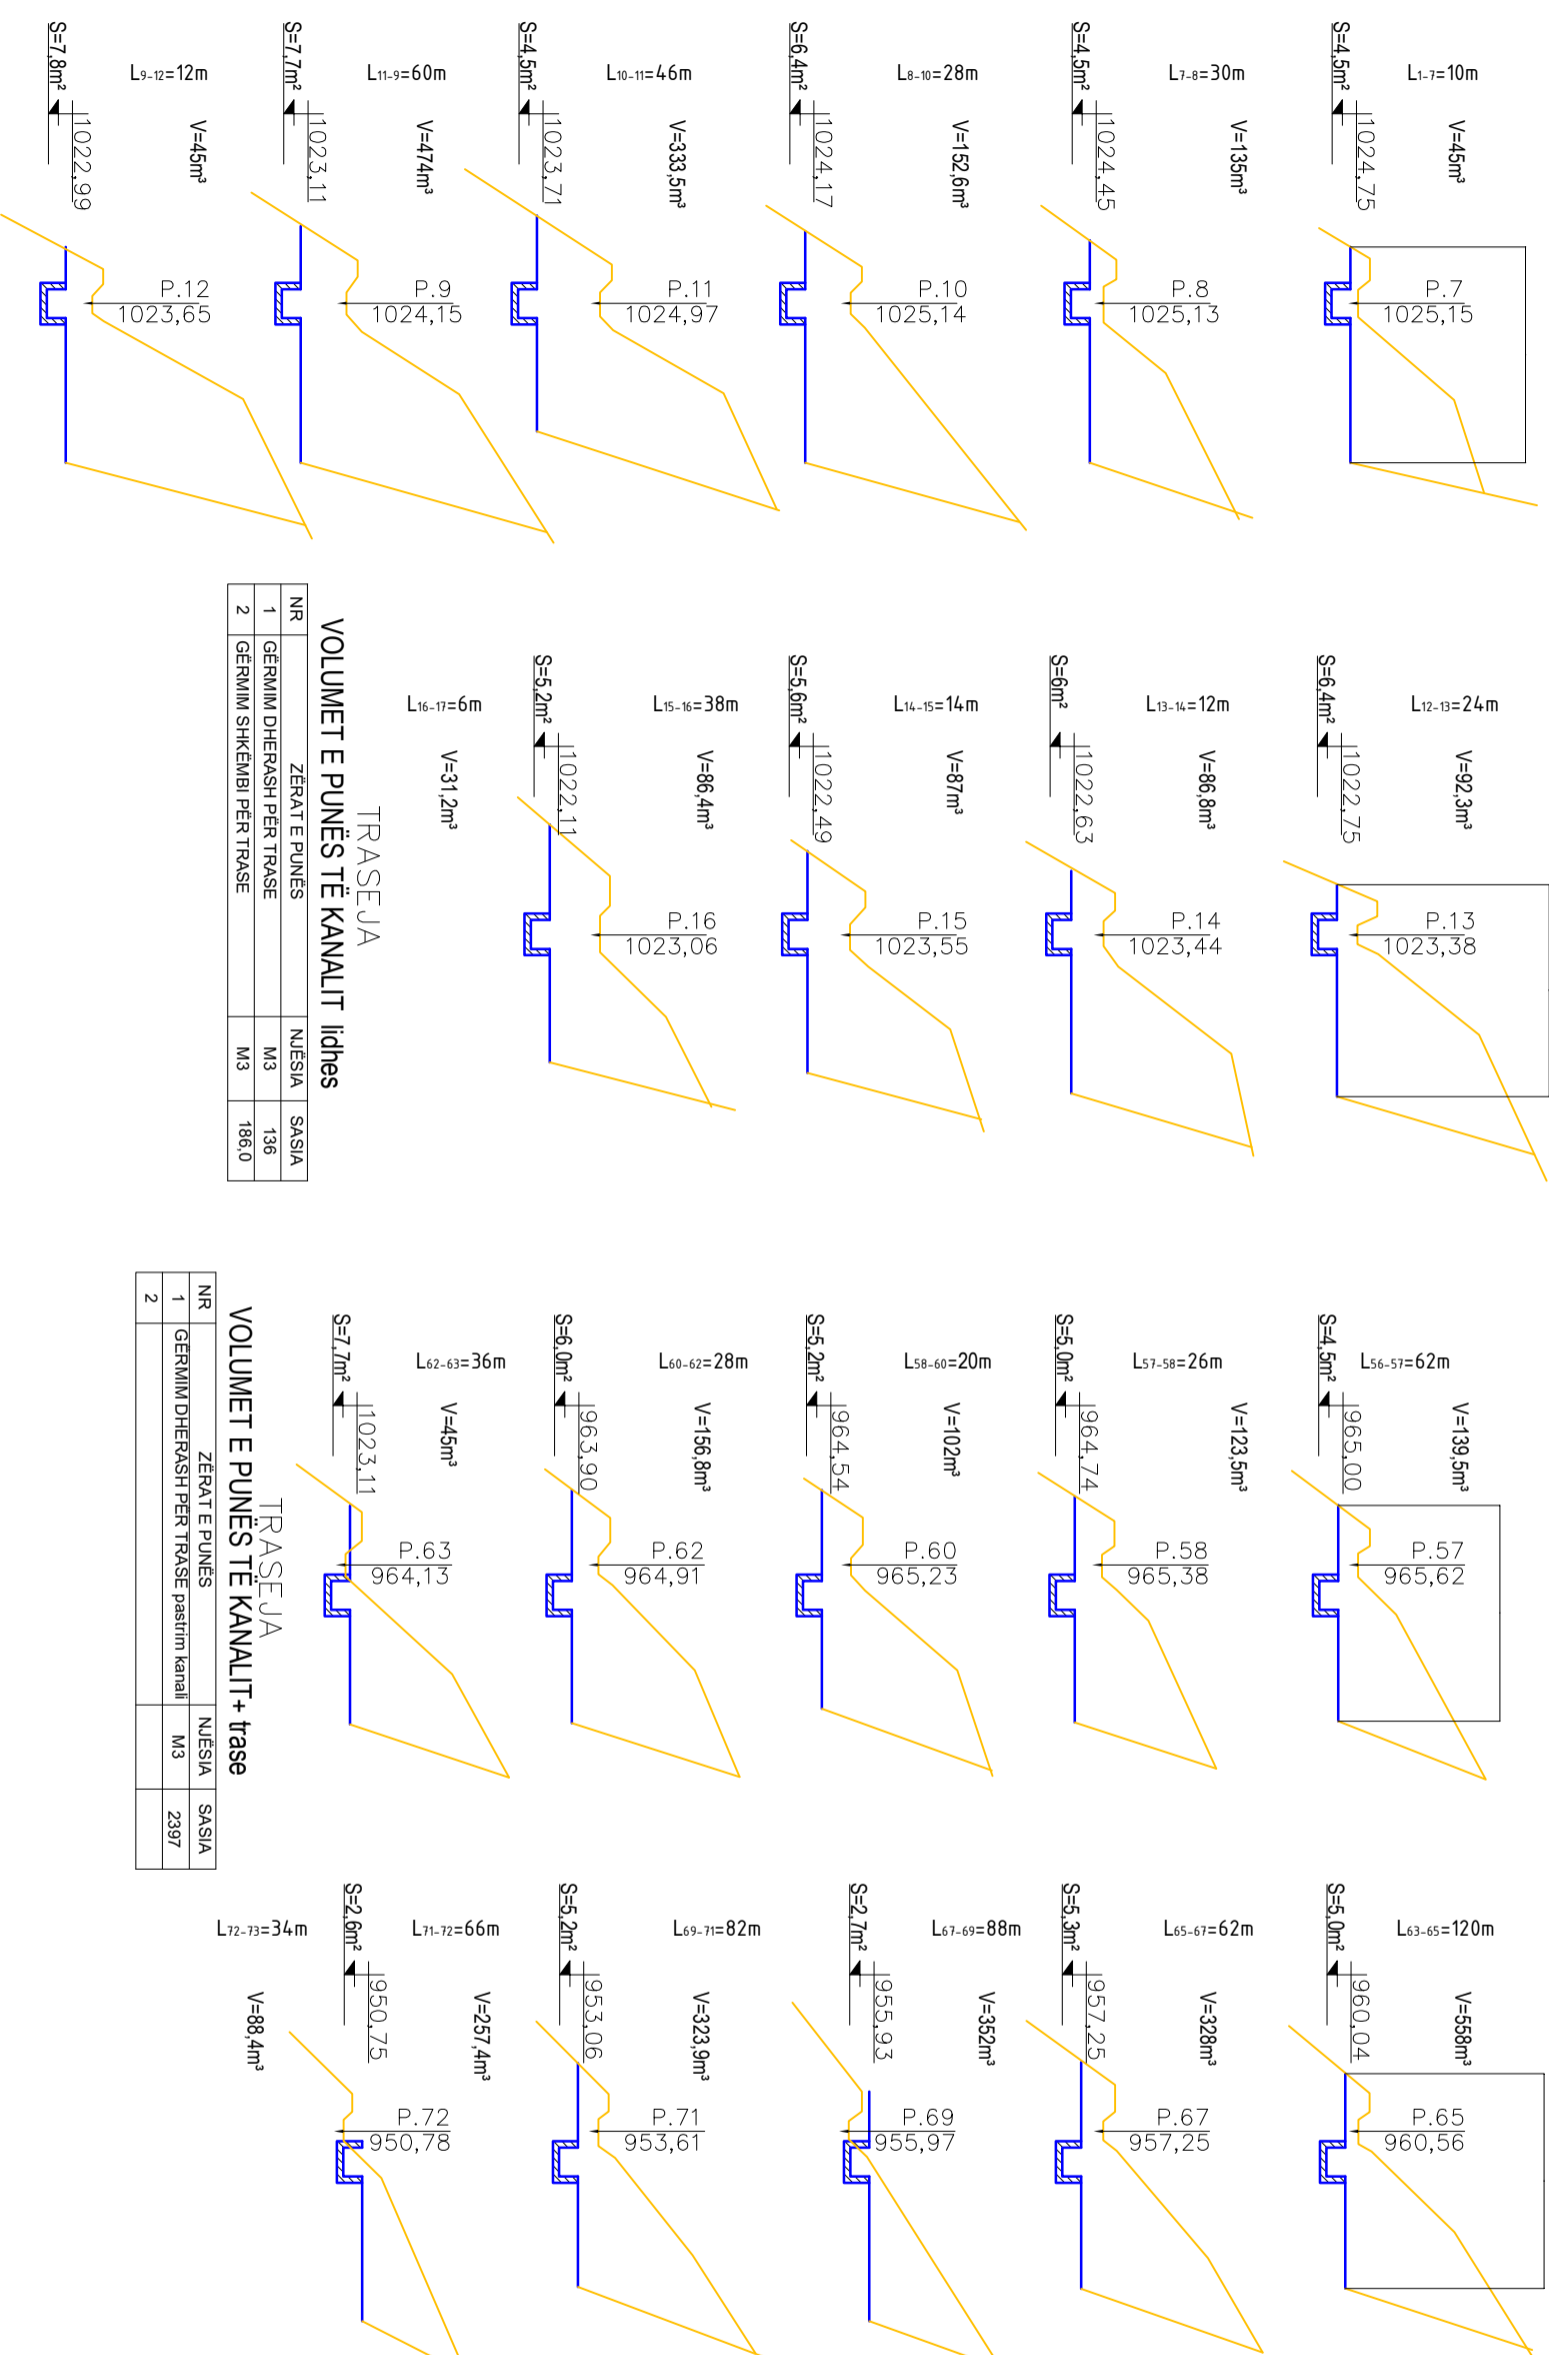 L1-7=10m
V=45m³
S=4,5m²
1024,75
P.7
1025,15
L7-8=30m
V=135m³
S=4,5m²
1024,45
P.8
1025,13
L8-10=28m
V=152,6m³
S=6,4m²
1024,17
P.10
1025,14
L10-11=46m
V=333,5m³
S=4,5m²
1023,71
P.11
1024,97
L11-9=60m
V=474m³
S=7,7m²
1023,11
P.9
1024,15
L9-12=12m
V=45m³
S=7,8m²
1022,99
P.12
1023,65
L12-13=24m
V=92,3m³
S=6,4m²
1022,75
P.13
1023,38
L13-14=12m
V=86,8m³
S=6m²
1022,63
P.14
1023,44
L14-15=14m
V=87m³
S=5,6m²
1022,49
P.15
1023,55
L15-16=38m
V=86,4m³
S=5,2m²
1022,11
P.16
1023,06
L16-17=6m
V=31,2m³
TRASEJA
VOLUMET E PUNËS TË KANALIT lidhes
NR ZËRAT E PUNËS NJËSIA SASIA
1 GËRMIM DHERASH PËR TRASE M3 136
2 GËRMIM SHKËMBI PËR TRASE M3 186,0
L56-57=62m
V=139,5m³
S=4,5m²
965,00
P.57
965,62
L57-58=26m
V=123,5m³
S=5,0m²
964,74
P.58
965,38
L58-60=20m
V=102m³
S=5,2m²
964,54
P.60
965,23
L60-62=28m
V=156,8m³
S=6,0m²
963,90
P.62
964,91
L62-63=36m
V=45m³
S=7,7m²
1023,11
P.63
964,13
TRASEJA
VOLUMET E PUNËS TË KANALIT+ trase
NR ZËRAT E PUNËS NJËSIA SASIA
1 GËRMIM DHERASH PËR TRASE pastrim kanali M3 2397
2
L63-65=120m
V=558m³
S=5,0m²
960,04
P.65
960,56
L65-67=62m
V=328m³
S=5,3m²
957,25
P.67
957,25
L67-69=88m
V=352m³
S=2,7m²
955,93
P.69
955,97
L69-71=82m
V=323,9m³
S=5,2m²
953,06
P.71
953,61
L71-72=66m
V=257,4m³
S=2,6m²
950,75
P.72
950,78
L72-73=34m
V=88,4m³